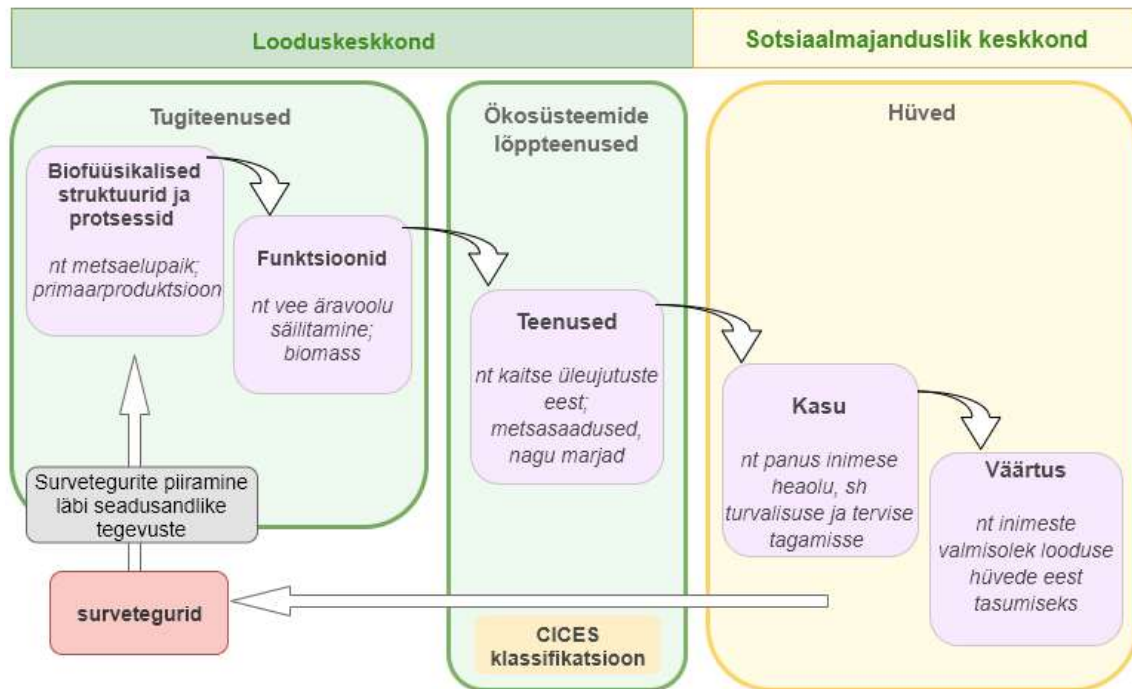 Looduskeskkond
Sotsiaalmajanduslik keskkond
Tugiteenused
Biofüüsikalised
struktuurid ja
protsessid
nt metsaelupaik;
primaarproduktsioon
Funktsioonid
nt vee äravoolu
säilitamine;
biomass
Survetegurite piiramine
läbi seadusandlike
tegevuste
survetegurid
Ökosüsteemide
lõppteenused
Teenused
nt kaitse üleujutuste
eest;
metsasaadused,
nagu marjad
CICES
klassifikatsioon
Hüved
Kasu
nt panus inimese
heaolu, sh
turvalisuse ja tervise
tagamisse
Väärtus
nt inimeste
valmisolek looduse
hüvede eest
tasumiseks